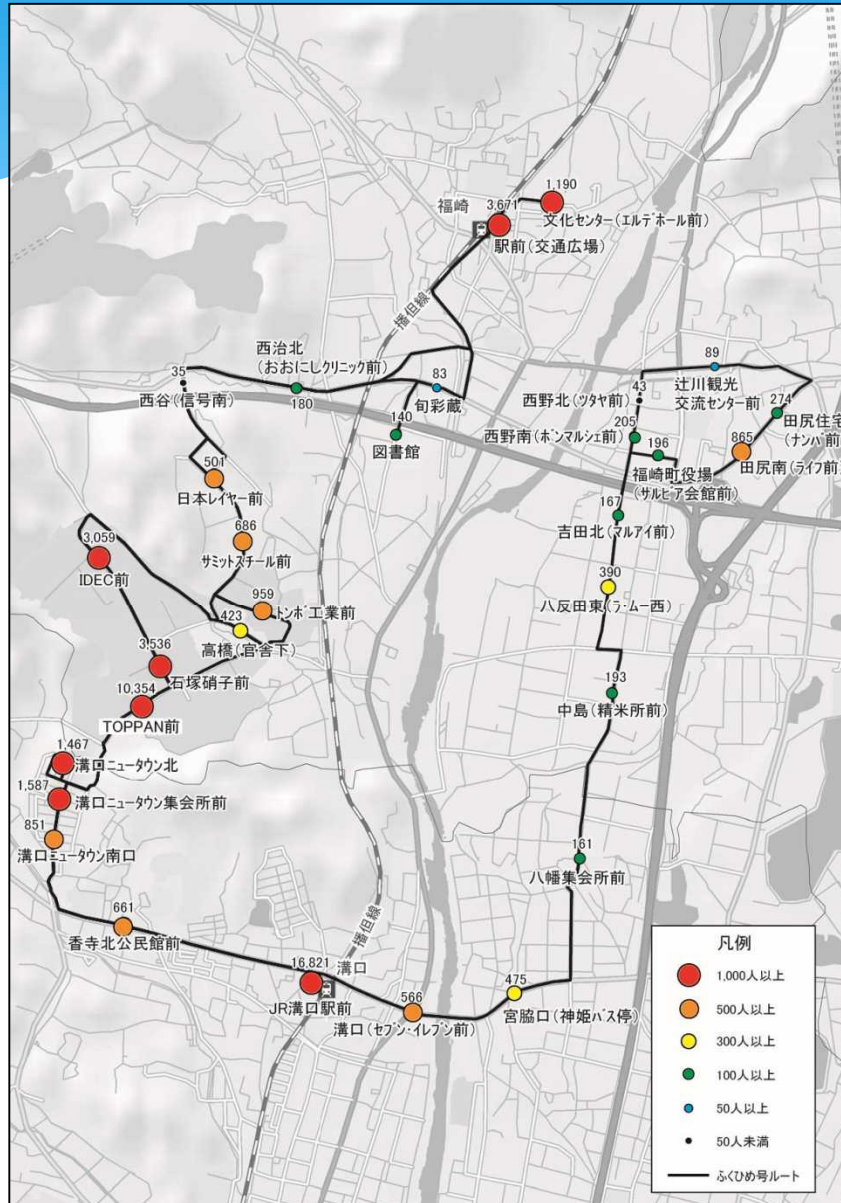 1,190
3,671
福崎
文化センター(エルデホール前)
駅前(交通広場)
播但線
西治北
(おおにしクリニック前)
35
西谷(信号南)
180
83
旬彩蔵
140
図書館
89
辻川観光
交流センター前
43
西野北(ツタヤ前)
274
田尻住宅
(ナンバ前)
205
西野南(ボンマルシェ前)
196
福崎町役場
(サルビア会館前)
865
田尻南(ライフ前)
501
日本レイヤー前
167
吉田北(マルアイ前)
686
サミットスチール前
3,059
IDEC前
390
八反田東(ラ・ムー西)
959
トンボ工業前
423
高橋(官舎下)
3,536
石塚硝子前
10,354
TOPPAN前
193
中島(精米所前)
1,467
溝口ニュータウン北
1,587
溝口ニュータウン集会所前
851
溝口ニュータウン南口
161
八幡集会所前
661
香寺北公民館前
播但線
16,821
溝口
JR溝口駅前
566
溝口(セブン・イレブン前)
475
宮脇口(神姫バス停)
凡例
1,000人以上
500人以上
300人以上
100人以上
50人以上
50人未満
ふくひめ号ルート